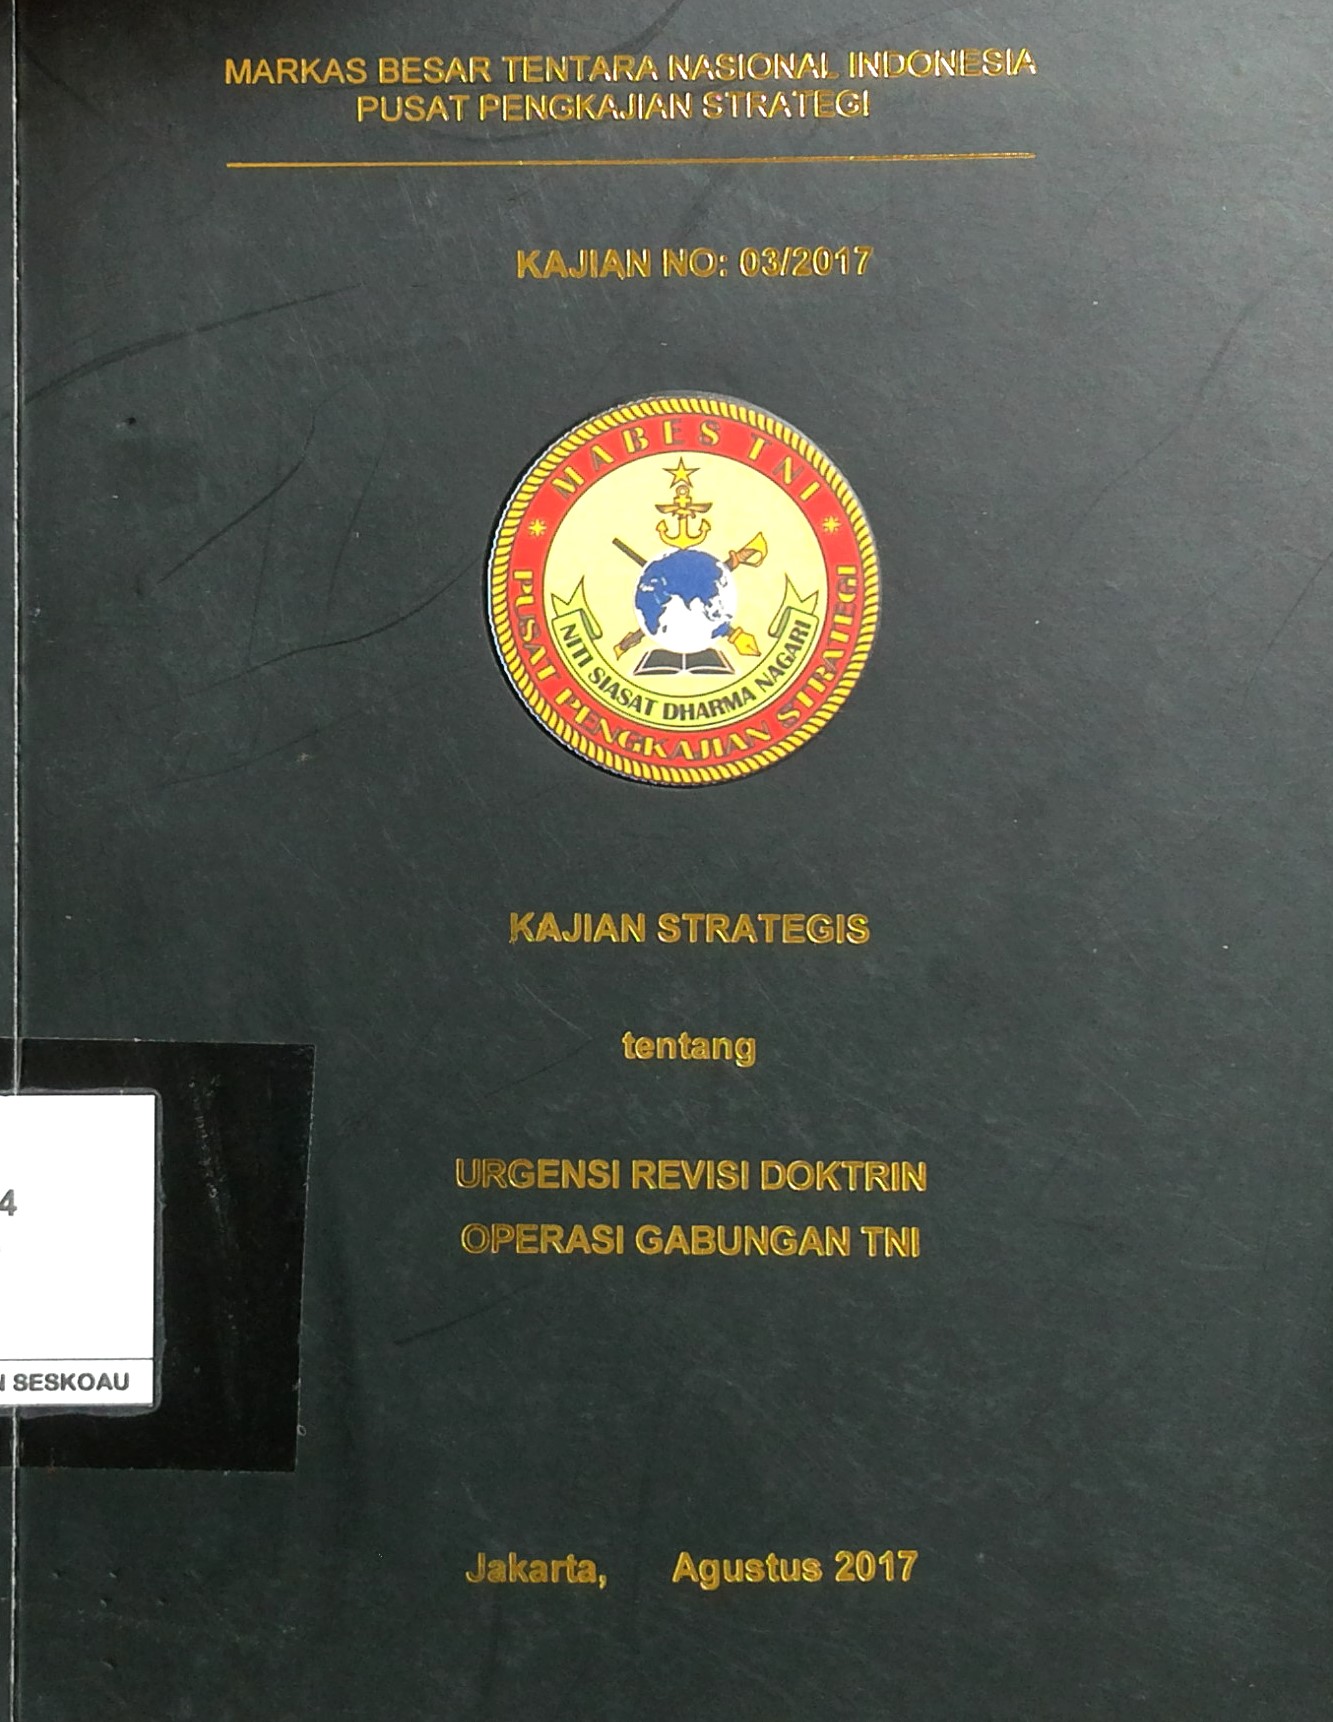 MARKAS BESAR TENTARA NASIONAL INDONESIA
PUSAT PENGKAJIAN STRATEGI
KAJIAN NO: 03/2017
MABES TNI
NITI SIASAT DHARMA NAGARI
PUSAT PENGKAJIAN STRATEGI
KAJIAN STRATEGIS
tentang
URGENSI REVISI DOKTRIN
OPERASI GABUNGAN TNI
4
N SESKOAU
Jakarta, Agustus 2017